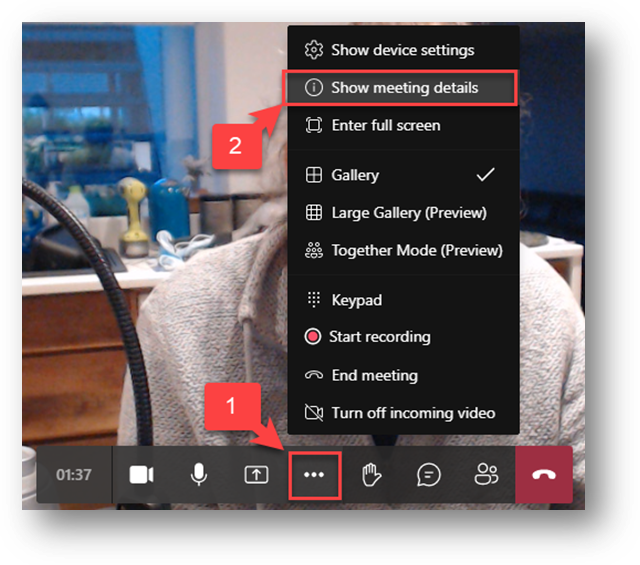 Show device settings
Show meeting details
2
Enter full screen
Gallery
Large Gallery (Preview)
Together Mode (Preview)
Keypad
Start recording
End meeting
1
Turn off incoming video
01:37